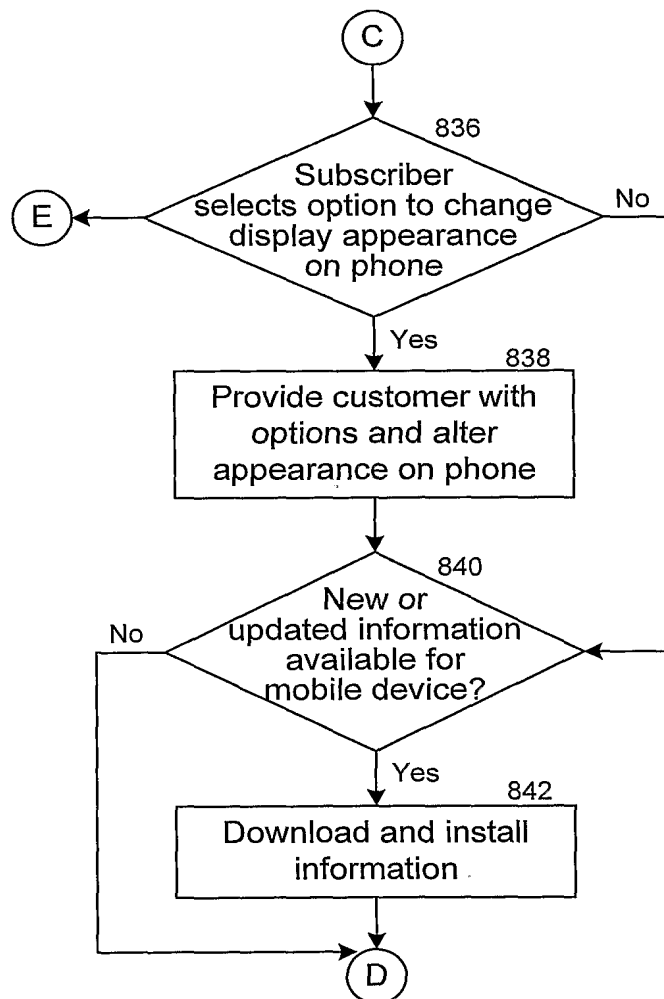 C
836
Subscriber
selects option to change
display appearance
on phone
E
No
Yes
838
Provide customer with
options and alter
appearance on phone
840
New or
updated information
available for
mobile device?
No
Yes
842
Download and install
information
D